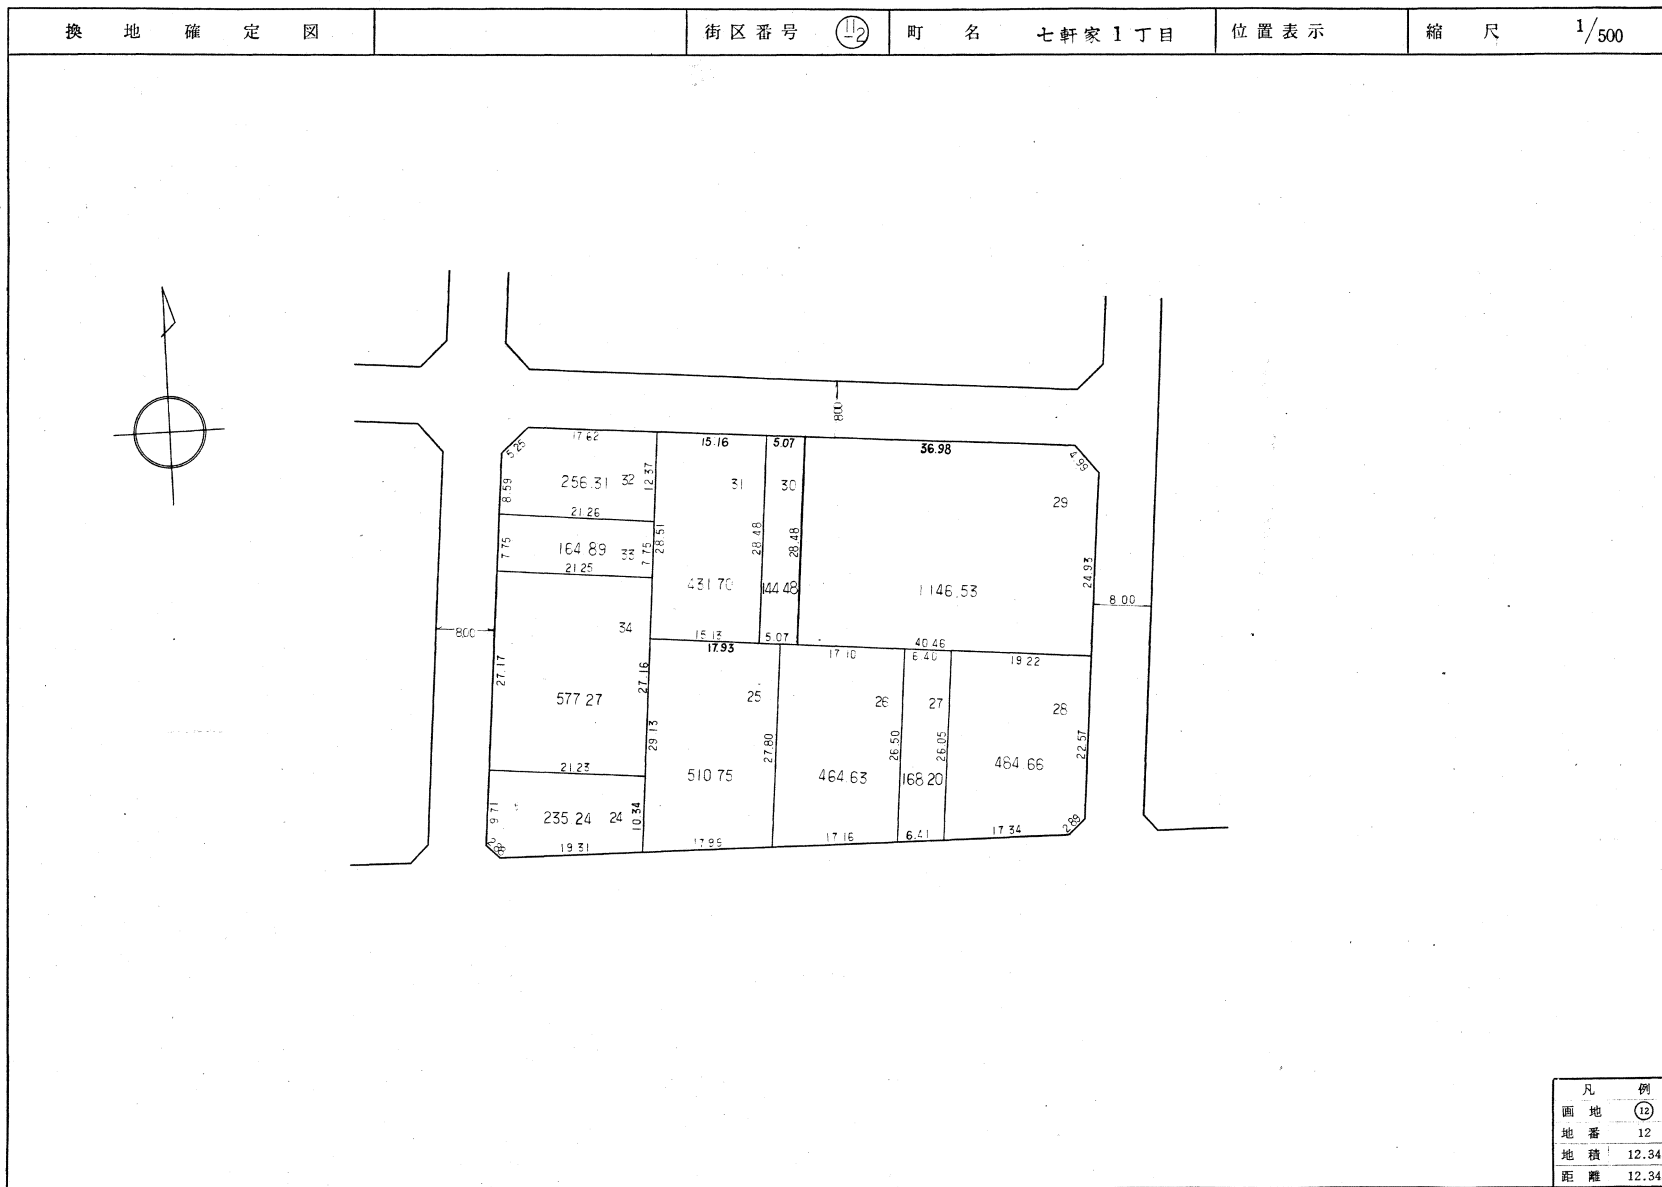 換地確定図 街区番号 11-2 町名 七軒家1丁目 位置表示 縮尺 1/500
8.00
17.62 15.16 5.07 36.98
5.25 4.99
256.31 32 12.37 31 30 29
8.59
21.26
7.75 164.89 33 7.75 28.51 28.48 28.48
21.25
431.70 144.48 1146.53 24.93
8.00
8.00 34 15.13 5.07 40.46
17.93 17.10 6.40 19.22
27.17 577.27 27.16 25 26 27 28
29.13 27.80 26.50 26.05 22.57
21.23 510.75 464.63 168.20 484.66
9.71 235.24 24 10.34
2.88 19.31 17.16 6.41 17.34 2.89
凡例
画地 12
地番 12
地積 12.34
距離 12.34